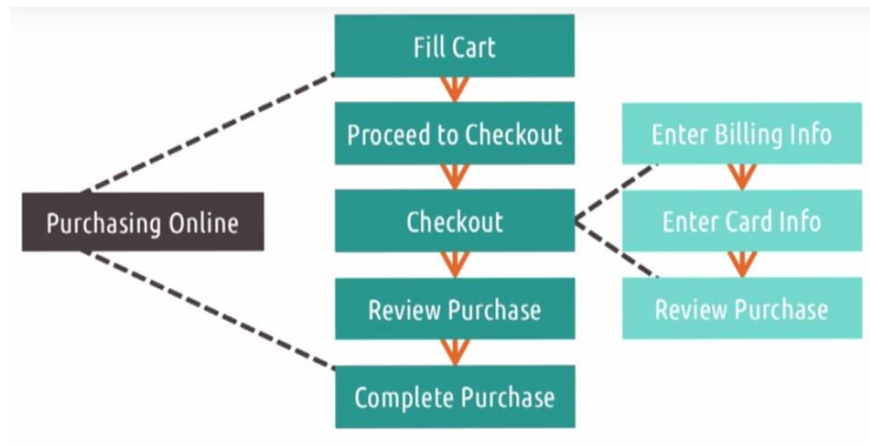 Fill Cart
Proceed to Checkout
Enter Billing Info
Purchasing Online
Checkout
Enter Card Info
Review Purchase
Review Purchase
Complete Purchase